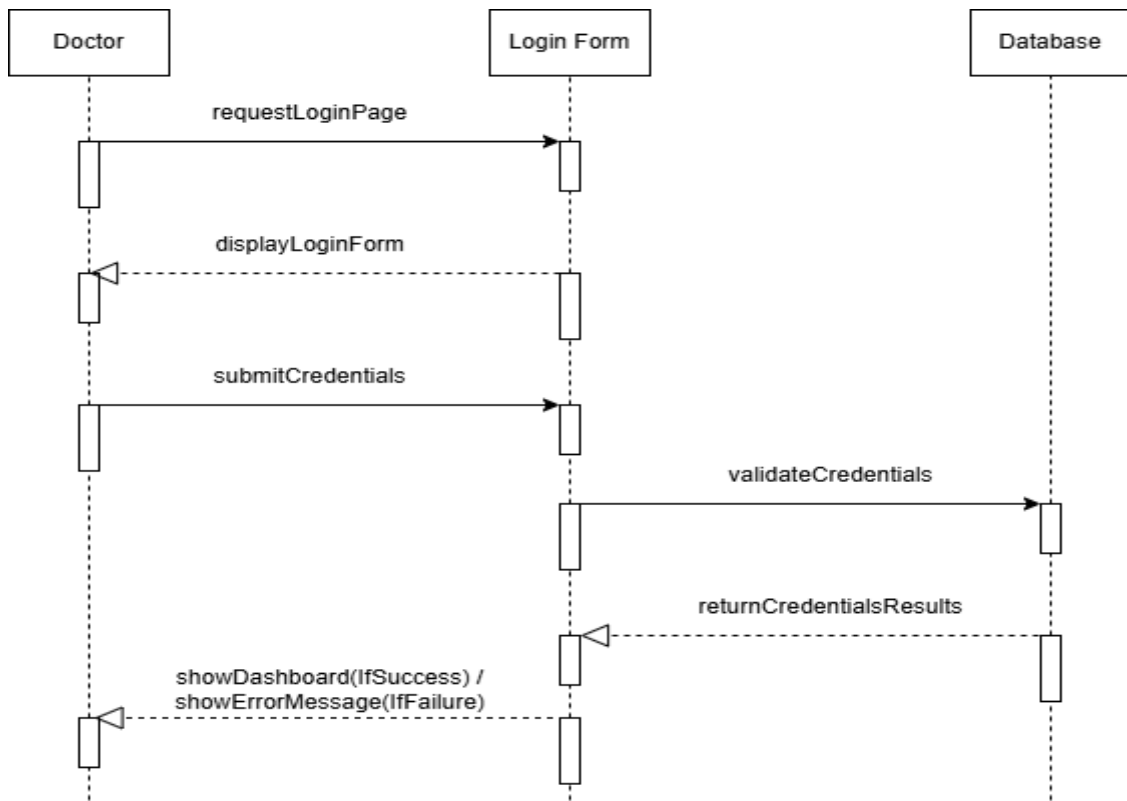 Doctor
Login Form
Database
requestLoginPage
displayLoginForm
submitCredentials
validateCredentials
returnCredentialsResults
showDashboard(IfSuccess) /
showErrorMessage(IfFailure)